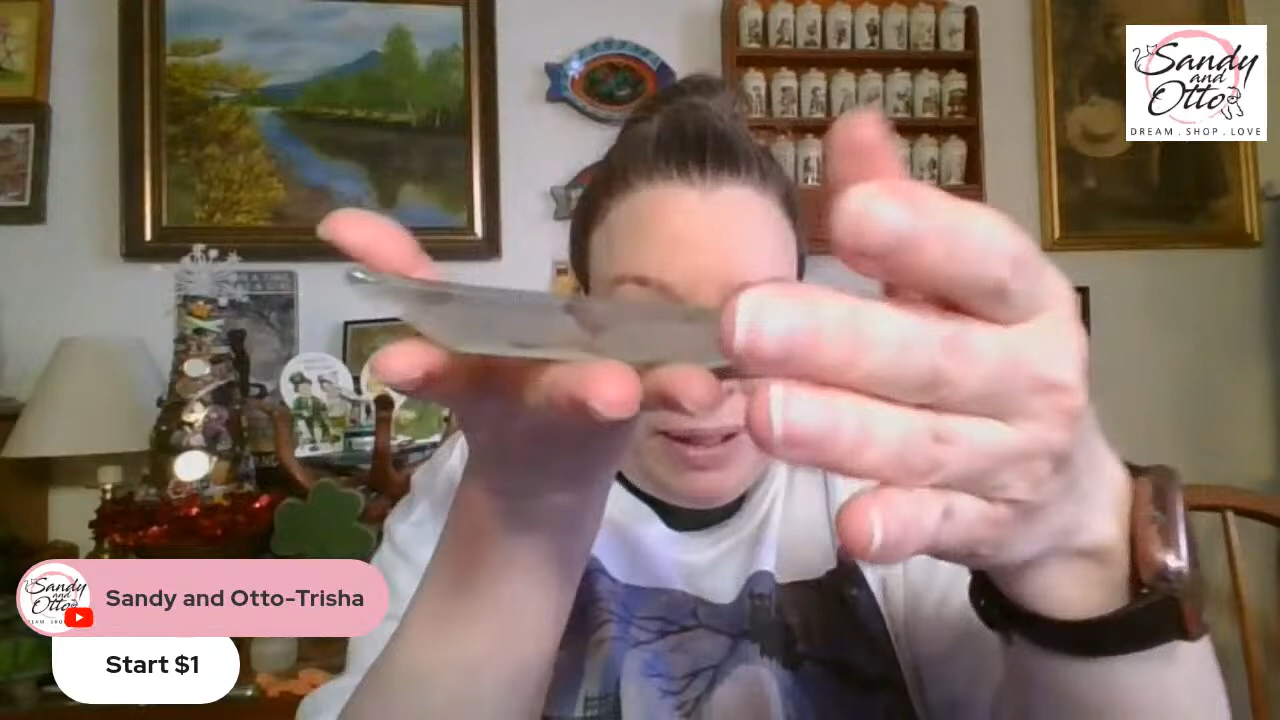 Sandy
and
Otto
DREAM . SHOP . LOVE
Sandy and Otto-Trisha
Start $1